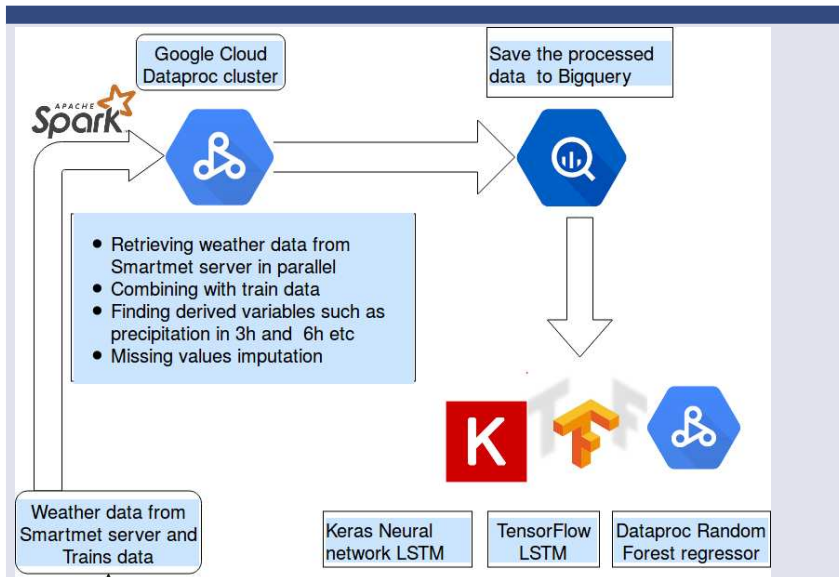 Google Cloud
Dataproc cluster
Save the processed
data to Bigquery
APACHE
Spark
Retrieving weather data from
Smartmet server in parallel
Combining with train data
Finding derived variables such as
precipitation in 3h and 6h etc
Missing values imputation
K
TF
Weather data from
Smartmet server and
Trains data
Keras Neural
network LSTM
TensorFlow
LSTM
Dataproc Random
Forest regressor